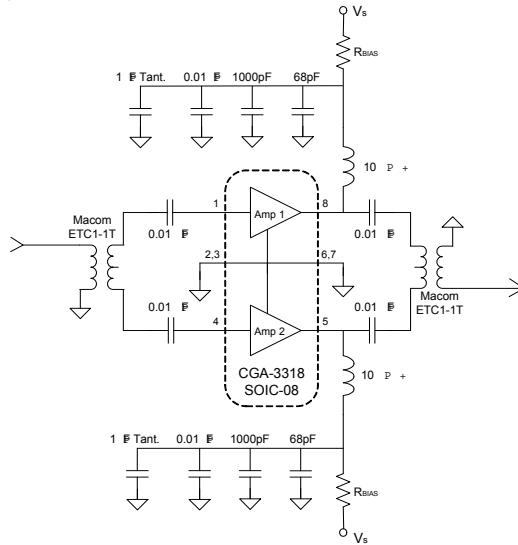 Vs
RBIAS
1 F Tant. 0.01 F 1000pF 68pF
10 P +
Macom
ETC1-1T
0.01 F
1
Amp 1
8
0.01 F
2,3
6,7
0.01 F
4
Amp 2
5
0.01 F
Macom
ETC1-1T
CGA-3318
SOIC-08
10 P +
1 F Tant. 0.01 F 1000pF 68pF
RBIAS
Vs